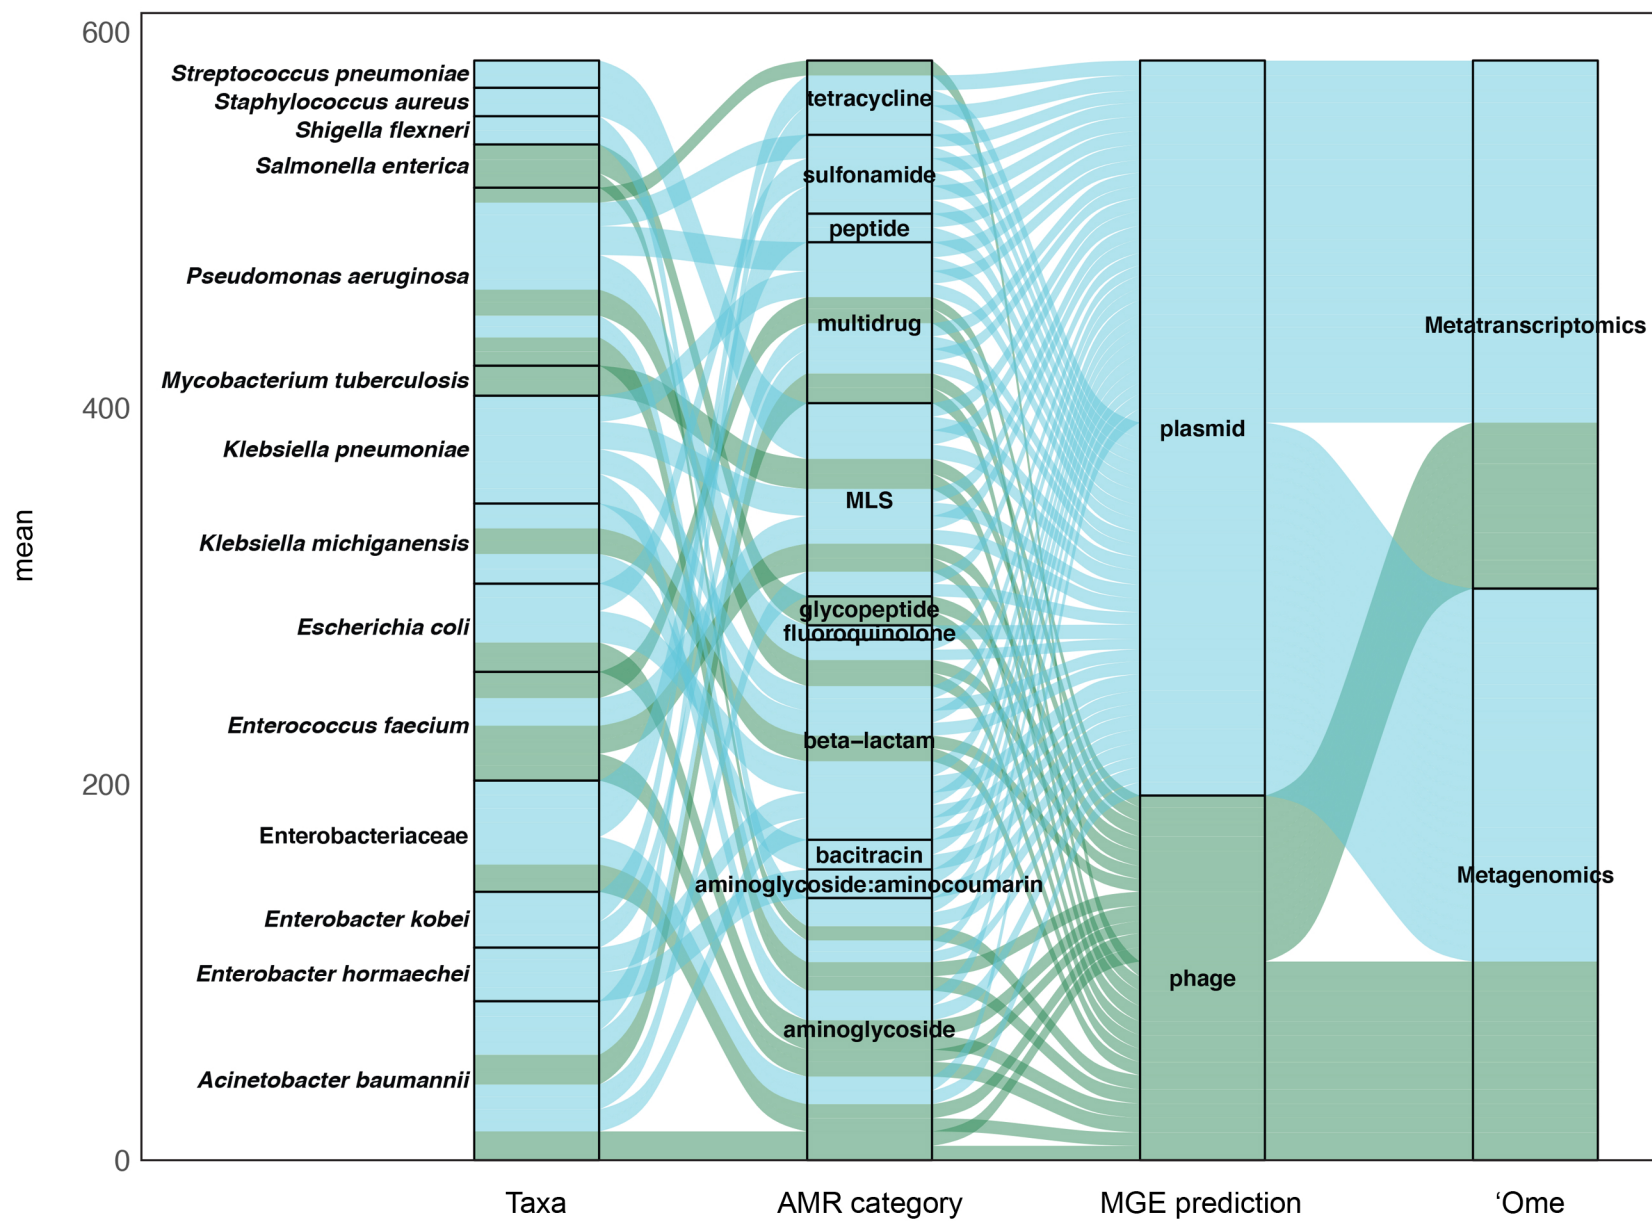 600
400
200
0
mean
Streptococcus pneumoniae
Staphylococcus aureus
Shigella flexneri
Salmonella enterica
Pseudomonas aeruginosa
Mycobacterium tuberculosis
Klebsiella pneumoniae
Klebsiella michiganensis
Escherichia coli
Enterococcus faecium
Enterobacteriaceae
Enterobacter kobei
Enterobacter hormaechei
Acinetobacter baumannii
tetracycline
sulfonamide
peptide
multidrug
MLS
glycopeptide
fluoroquinolone
beta−lactam
bacitracin
aminoglycoside:aminocoumarin
aminoglycoside
plasmid
phage
Metatranscriptomics
Metagenomics
Taxa
AMR category
MGE prediction
‘Ome